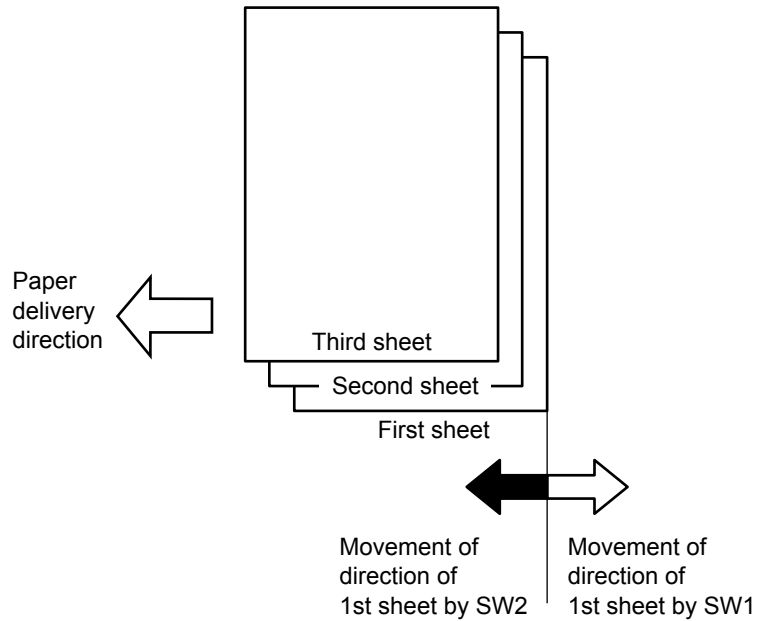 Third sheet
Second sheet
First sheet
Paper
delivery
direction
Movement of
direction of
1st sheet by SW2
Movement of
direction of
1st sheet by SW1